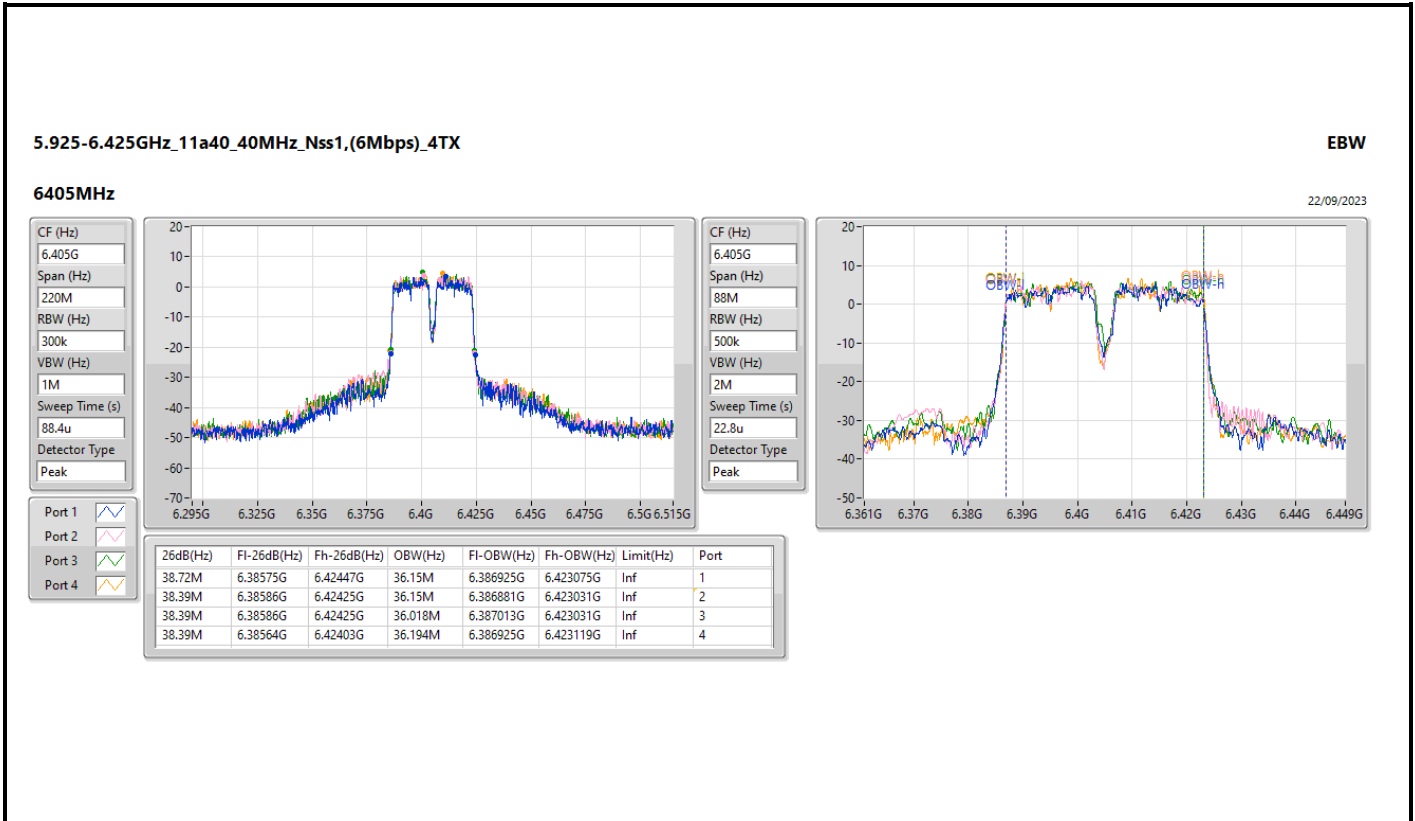 5.925-6.425GHz_11a40_40MHz_Nss1,(6Mbps)_4TX
EBW
6405MHz
22/09/2023
CF (Hz)
6.405G
Span (Hz)
220M
RBW (Hz)
300k
VBW (Hz)
1M
Sweep Time (s)
88.4u
Detector Type
Peak
20
10
0
-10
-20
-30
-40
-50
-60
-70
6.295G 6.325G 6.35G 6.375G 6.4G 6.425G 6.45G 6.475G 6.5G 6.515G
CF (Hz)
6.405G
Span (Hz)
88M
RBW (Hz)
500k
VBW (Hz)
2M
Sweep Time (s)
22.8u
Detector Type
Peak
20
10
0
-10
-20
-30
-40
-50
OBW-l
OBW-h
6.361G 6.37G 6.38G 6.39G 6.4G 6.41G 6.42G 6.43G 6.44G 6.449G
Port 1
Port 2
Port 3
Port 4
26dB(Hz) Fl-26dB(Hz) Fh-26dB(Hz) OBW(Hz) Fl-OBW(Hz) Fh-OBW(Hz) Limit(Hz) Port
38.72M 6.38575G 6.42447G 36.15M 6.386925G 6.423075G Inf 1
38.39M 6.38586G 6.42425G 36.15M 6.386881G 6.423031G Inf 2
38.39M 6.38586G 6.42425G 36.018M 6.387013G 6.423031G Inf 3
38.39M 6.38564G 6.42403G 36.194M 6.386925G 6.423119G Inf 4